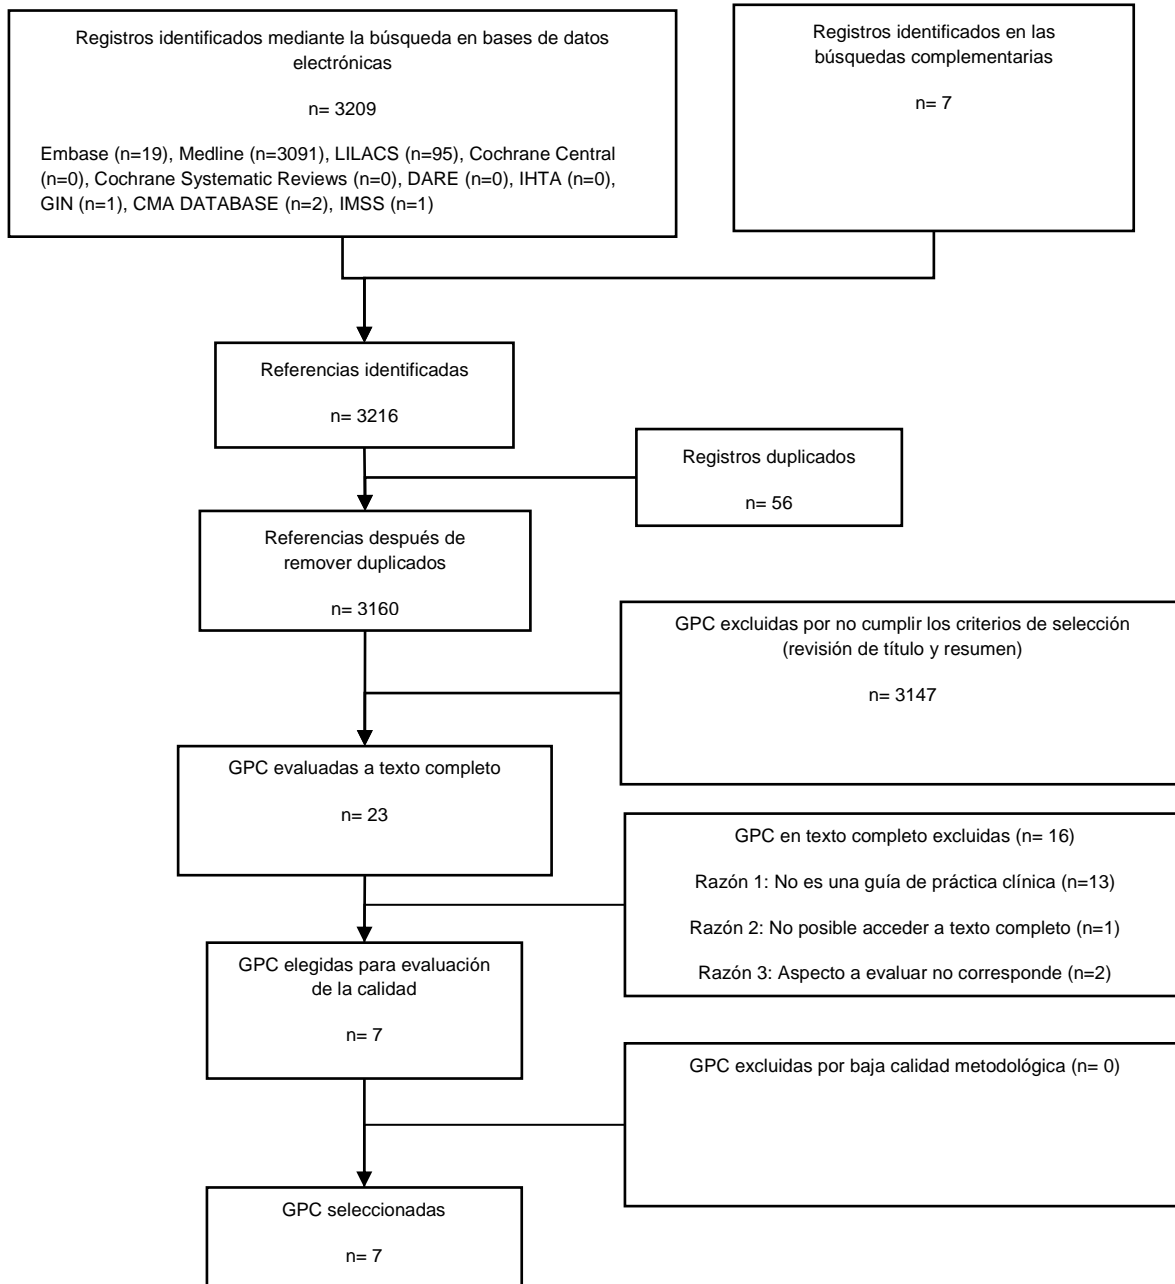 Registros identificados mediante la búsqueda en bases de datos
electrónicas
n= 3209
Embase (n=19), Medline (n=3091), LILACS (n=95), Cochrane Central
(n=0), Cochrane Systematic Reviews (n=0), DARE (n=0), IHTA (n=0),
GIN (n=1), CMA DATABASE (n=2), IMSS (n=1)
Registros identificados en las
búsquedas complementarias
n= 7
Referencias identificadas
n= 3216
Registros duplicados
n= 56
Referencias después de
remover duplicados
n= 3160
GPC excluidas por no cumplir los criterios de selección
(revisión de título y resumen)
n= 3147
GPC evaluadas a texto completo
n= 23
GPC en texto completo excluidas (n= 16)
Razón 1: No es una guía de práctica clínica (n=13)
Razón 2: No posible acceder a texto completo (n=1)
Razón 3: Aspecto a evaluar no corresponde (n=2)
GPC elegidas para evaluación
de la calidad
n= 7
GPC excluidas por baja calidad metodológica (n= 0)
GPC seleccionadas
n= 7